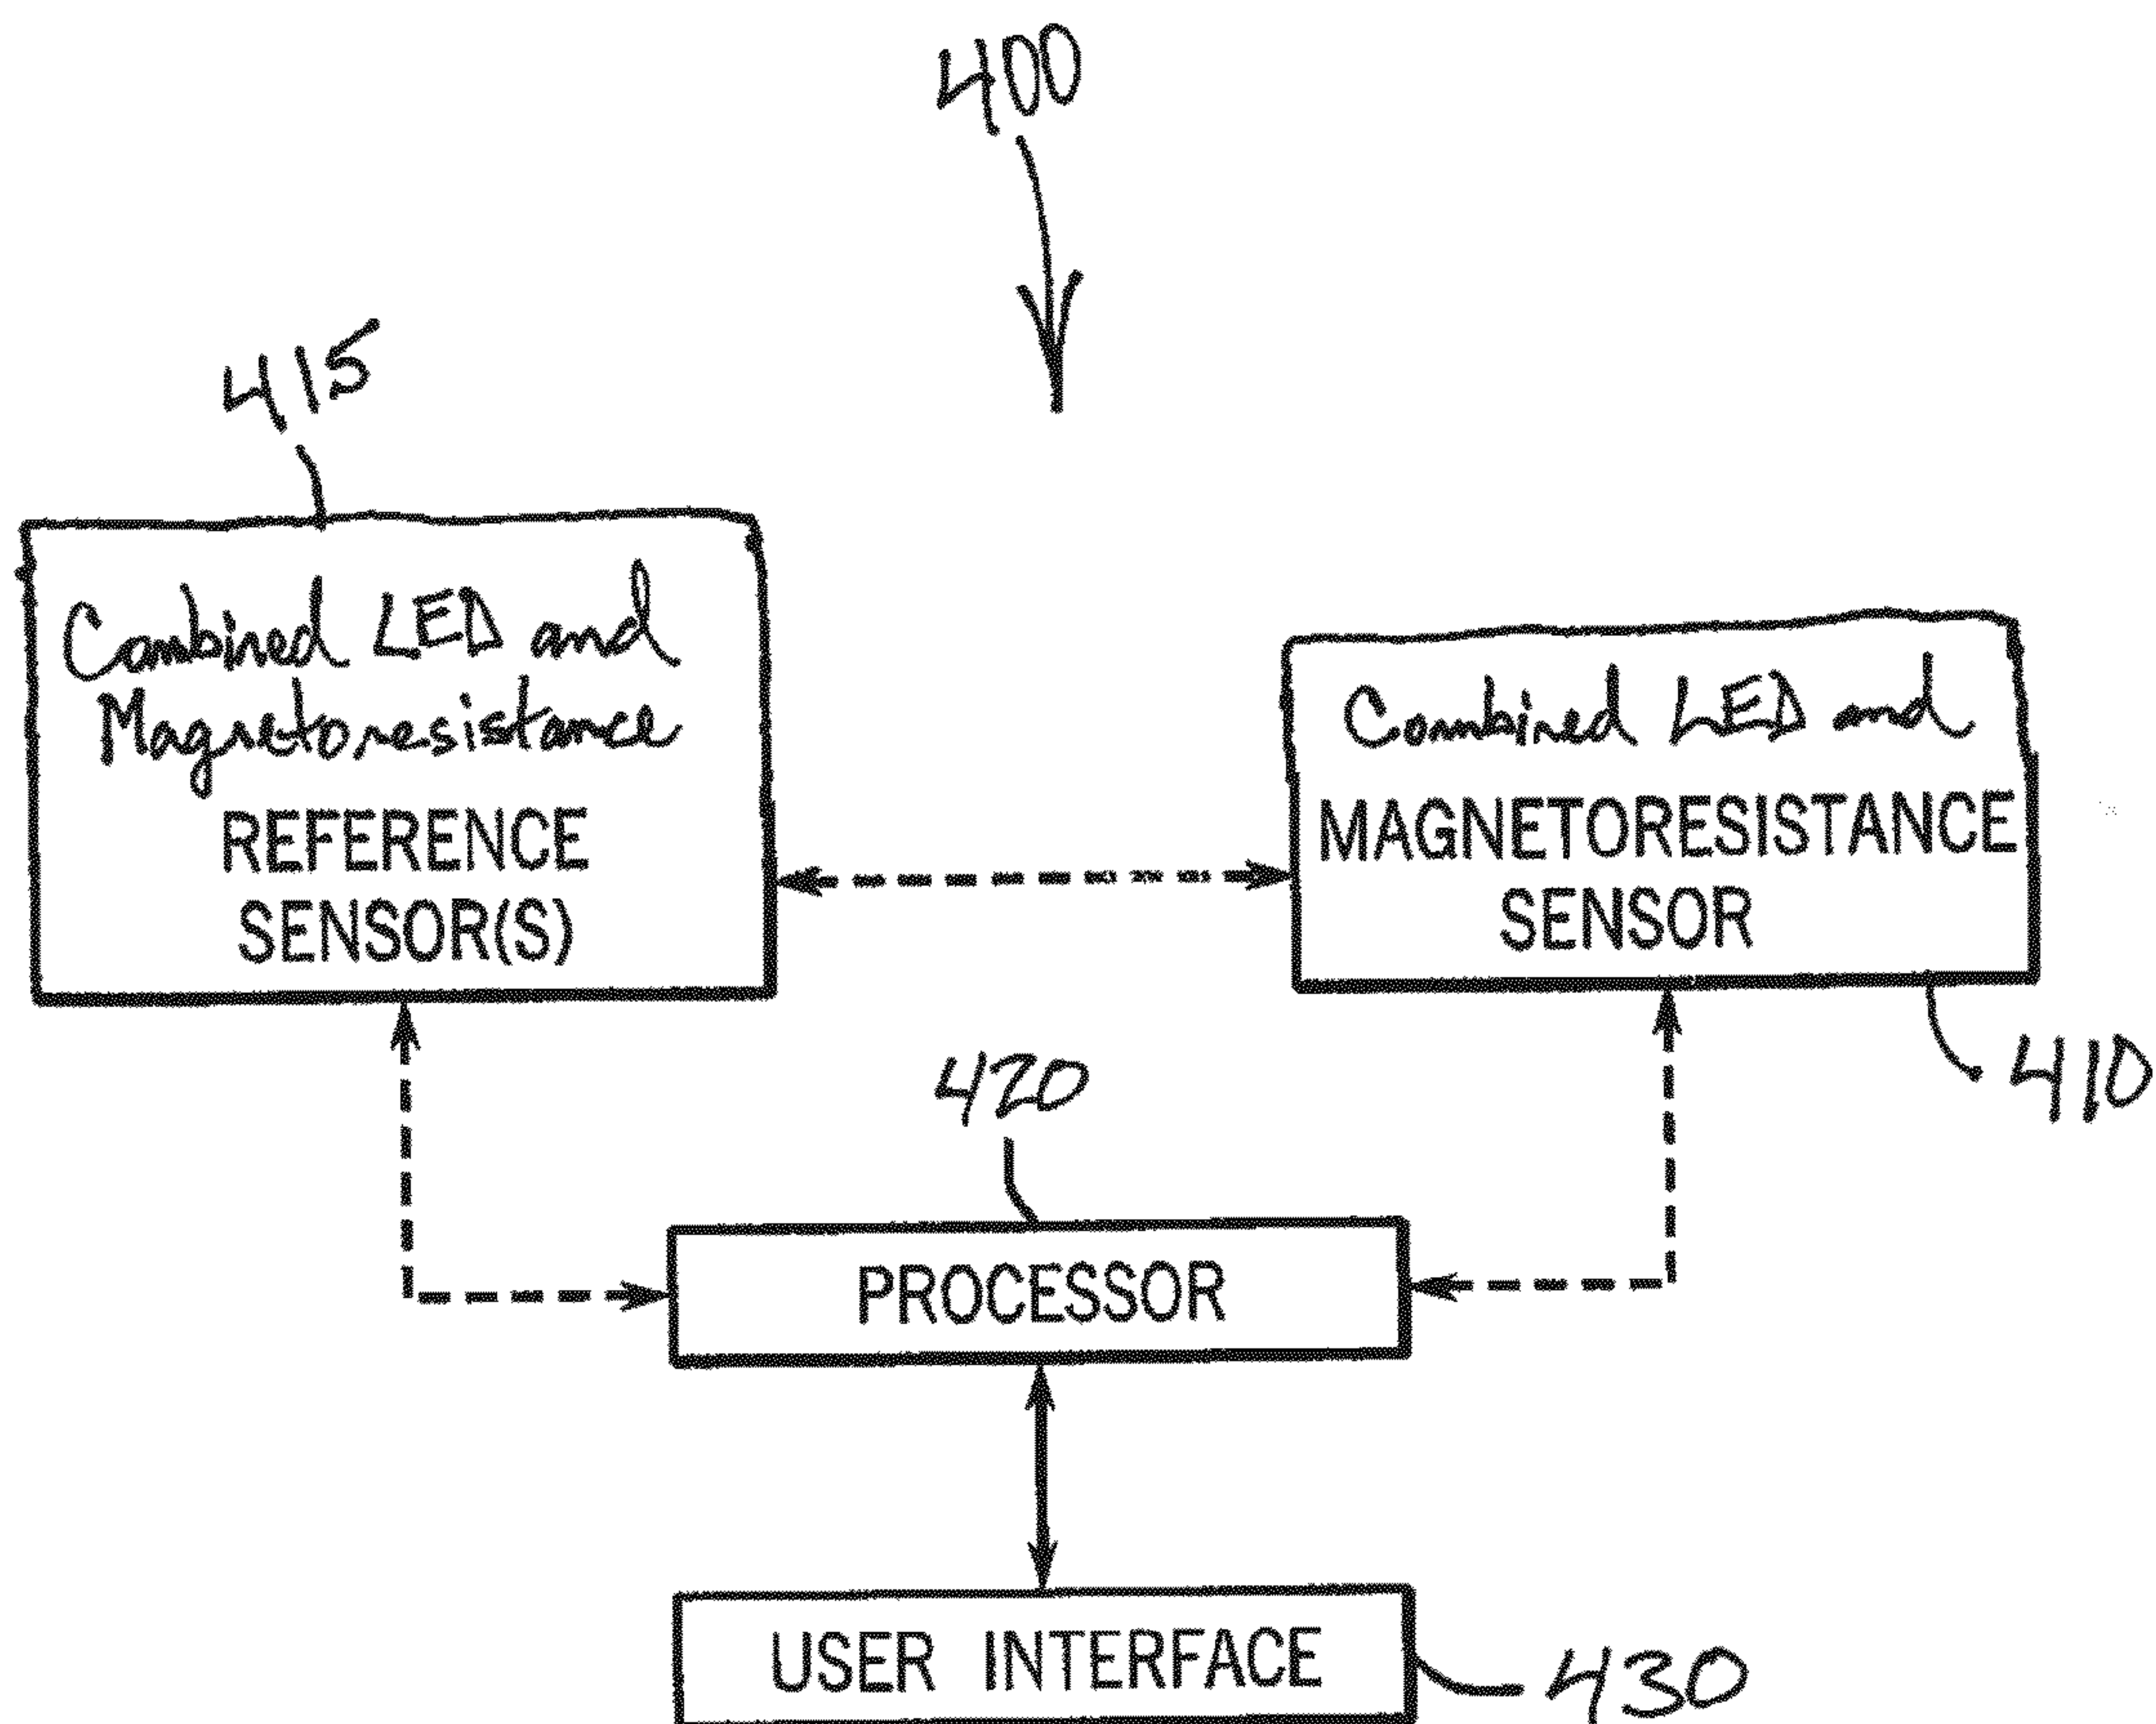 400
415
Combined LED and
Magnetoresistance
REFERENCE
SENSOR(S)
Combined LED and
MAGNETORESISTANCE
SENSOR
410
420
PROCESSOR
USER INTERFACE
430